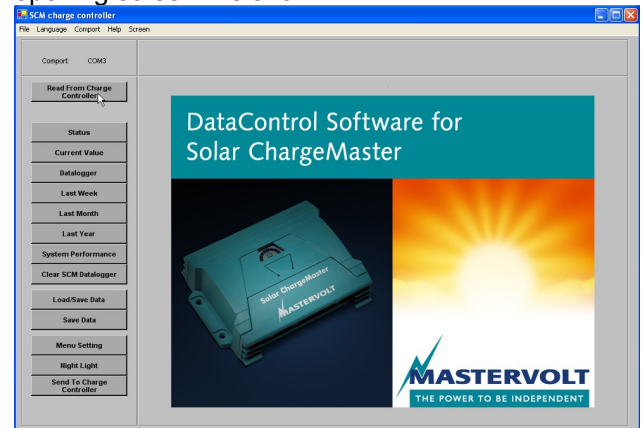 SCM charge controller
File Language Comport Help Screen
Comport: COM3
Read From Charge
Controller
Status
Current Value
Datalogger
Last Week
Last Month
Last Year
System Performance
Clear SCM Datalogger
Load/Save Data
Save Data
Menu Setting
Night Light
Send To Charge
Controller
DataControl Software for
Solar ChargeMaster
Solar ChargeMaster
MASTERVOLT
MASTERVOLT
THE POWER TO BE INDEPENDENT